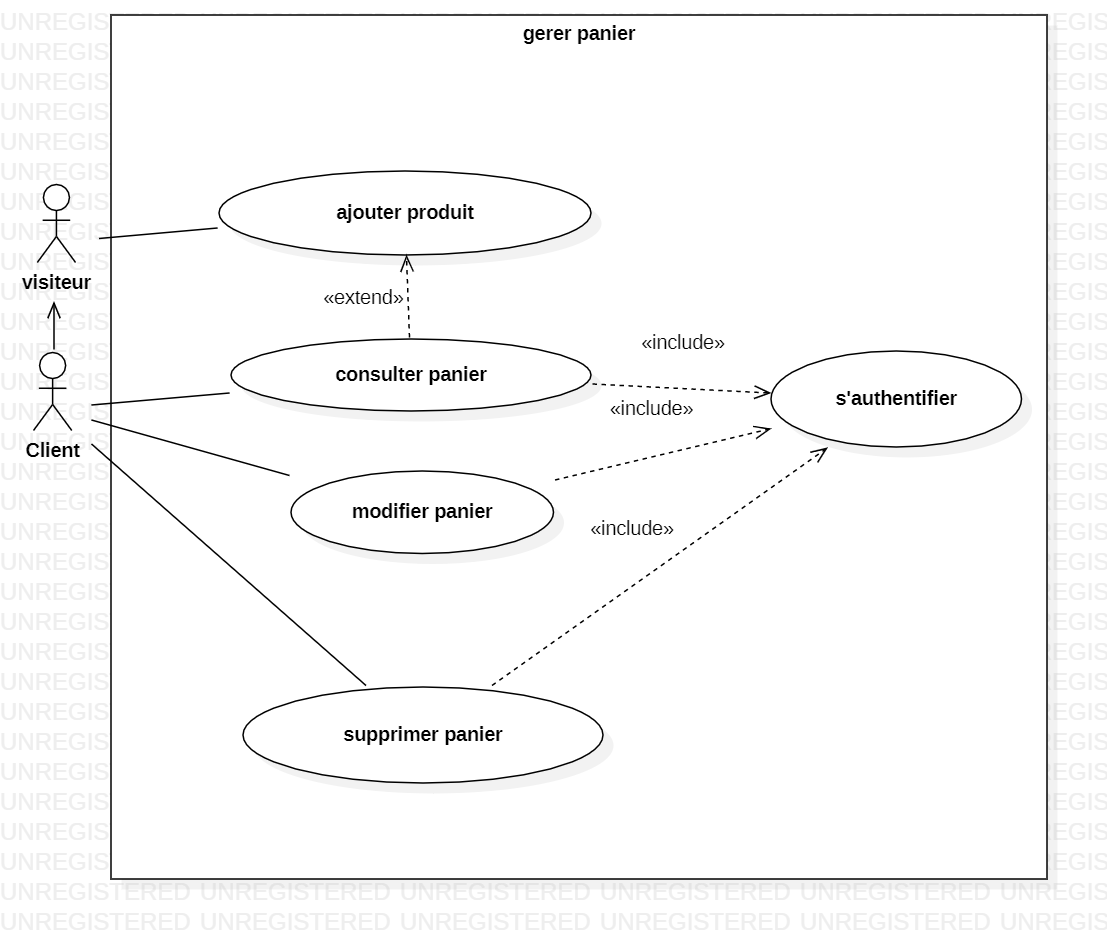 gerer panier
ajouter produit
visiteur
«extend»
«include»
consulter panier
s'authentifier
«include»
Client
modifier panier
«include»
supprimer panier
UNREGISTERED UNREGISTERED UNREGISTERED UNREGISTERED UNREGISTERED UNREGIS
UNREGISTERED UNREGISTERED UNREGISTERED UNREGISTERED UNREGISTERED UNREGIS